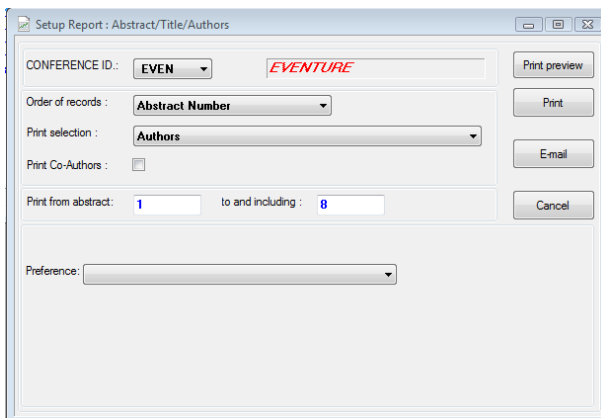 Setup Report : Abstract/Title/Authors
CONFERENCE ID.: EVEN EVENTURE Print preview
Order of records : Abstract Number Print
Print selection : Authors
E-mail
Print Co-Authors :
Print from abstract: 1 to and including : 8 Cancel
Preference: